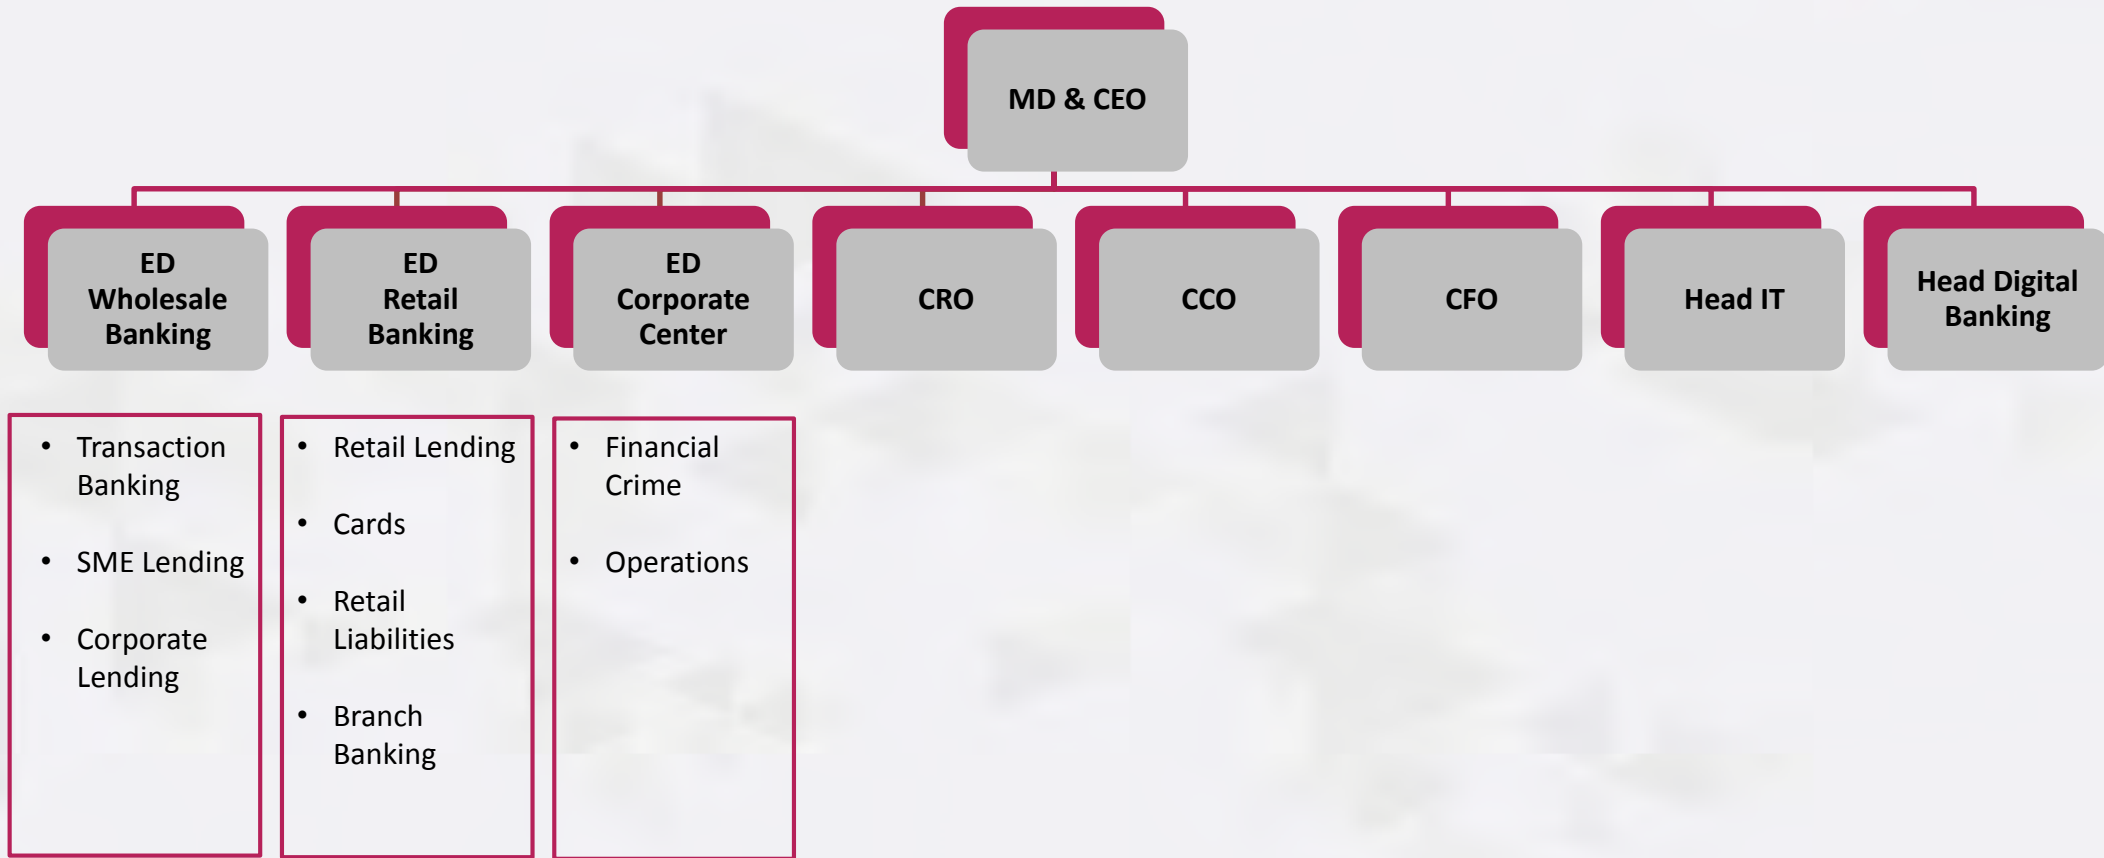 MD & CEO
ED
Wholesale
Banking
ED
Retail
Banking
ED
Corporate
Center
CRO
CCO
CFO
Head IT
Head Digital
Banking
• Transaction
Banking
• SME Lending
• Corporate
Lending
• Retail Lending
• Cards
• Retail
Liabilities
• Branch
Banking
• Financial
Crime
• Operations